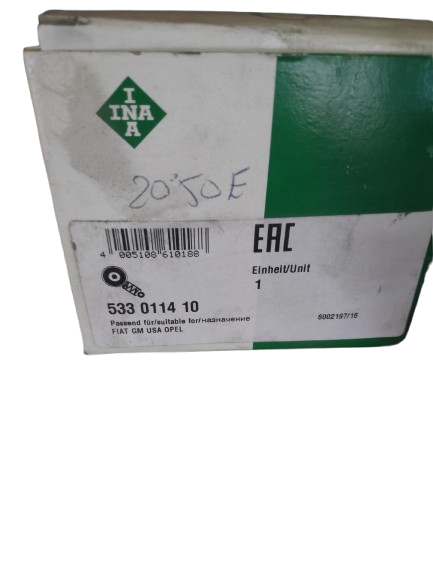 I
INA
A
20'50E
EAC
4 005108 610188
Einheit/Unit
1
533 0114 10
Passend für/suitable for/назначение
FIAT GM USA OPEL
6002197/16